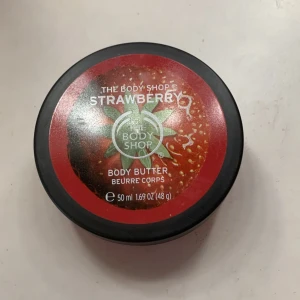 THE BODY SHOP
STRAWBERRY
THE
BODY
SHOP
BODY BUTTER
BEURRE CORPS
℮ 50 ml 1.69 OZ (48 g)